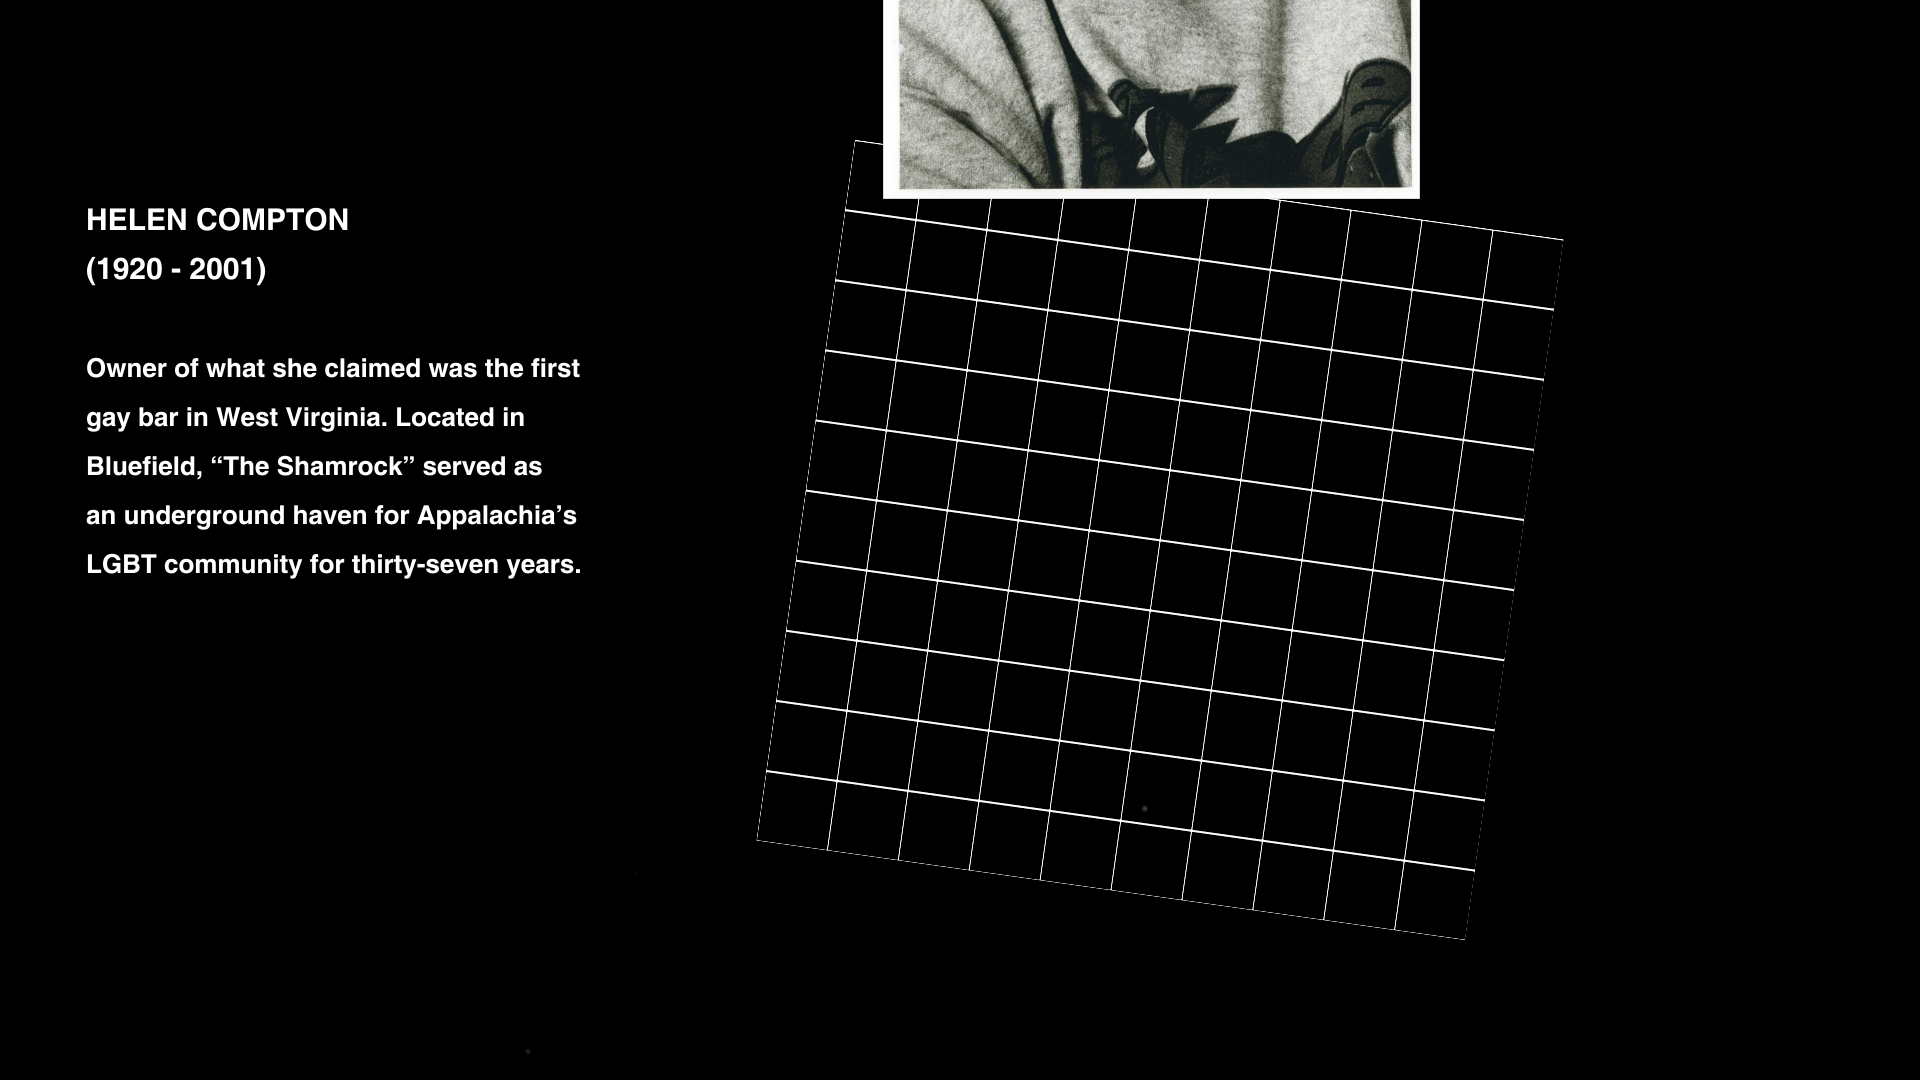 HELEN COMPTON
(1920 - 2001)
Owner of what she claimed was the first
gay bar in West Virginia. Located in
Bluefield, “The Shamrock” served as
an underground haven for Appalachia’s
LGBT community for thirty-seven years.